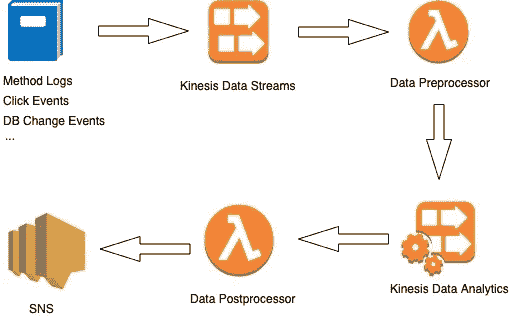 Method Logs
Click Events
DB Change Events
...
Kinesis Data Streams
Data Preprocessor
Kinesis Data Analytics
Data Postprocessor
SNS